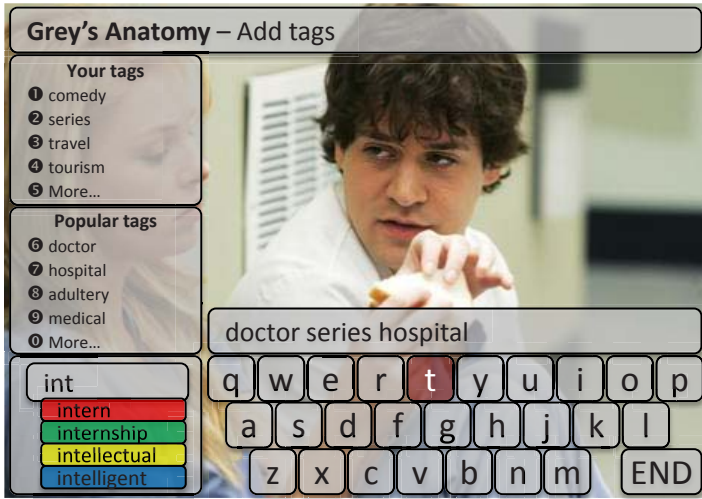 Grey's Anatomy – Add tags
Your tags
❶ comedy
❷ series
❸ travel
❹ tourism
❺ More...
Popular tags
❻ doctor
❼ hospital
❽ adultery
❾ medical
⓿ More...
doctor series hospital
int
intern
internship
intellectual
intelligent
q w e r t y u i o p
a s d f g h j k l
z x c v b n m END